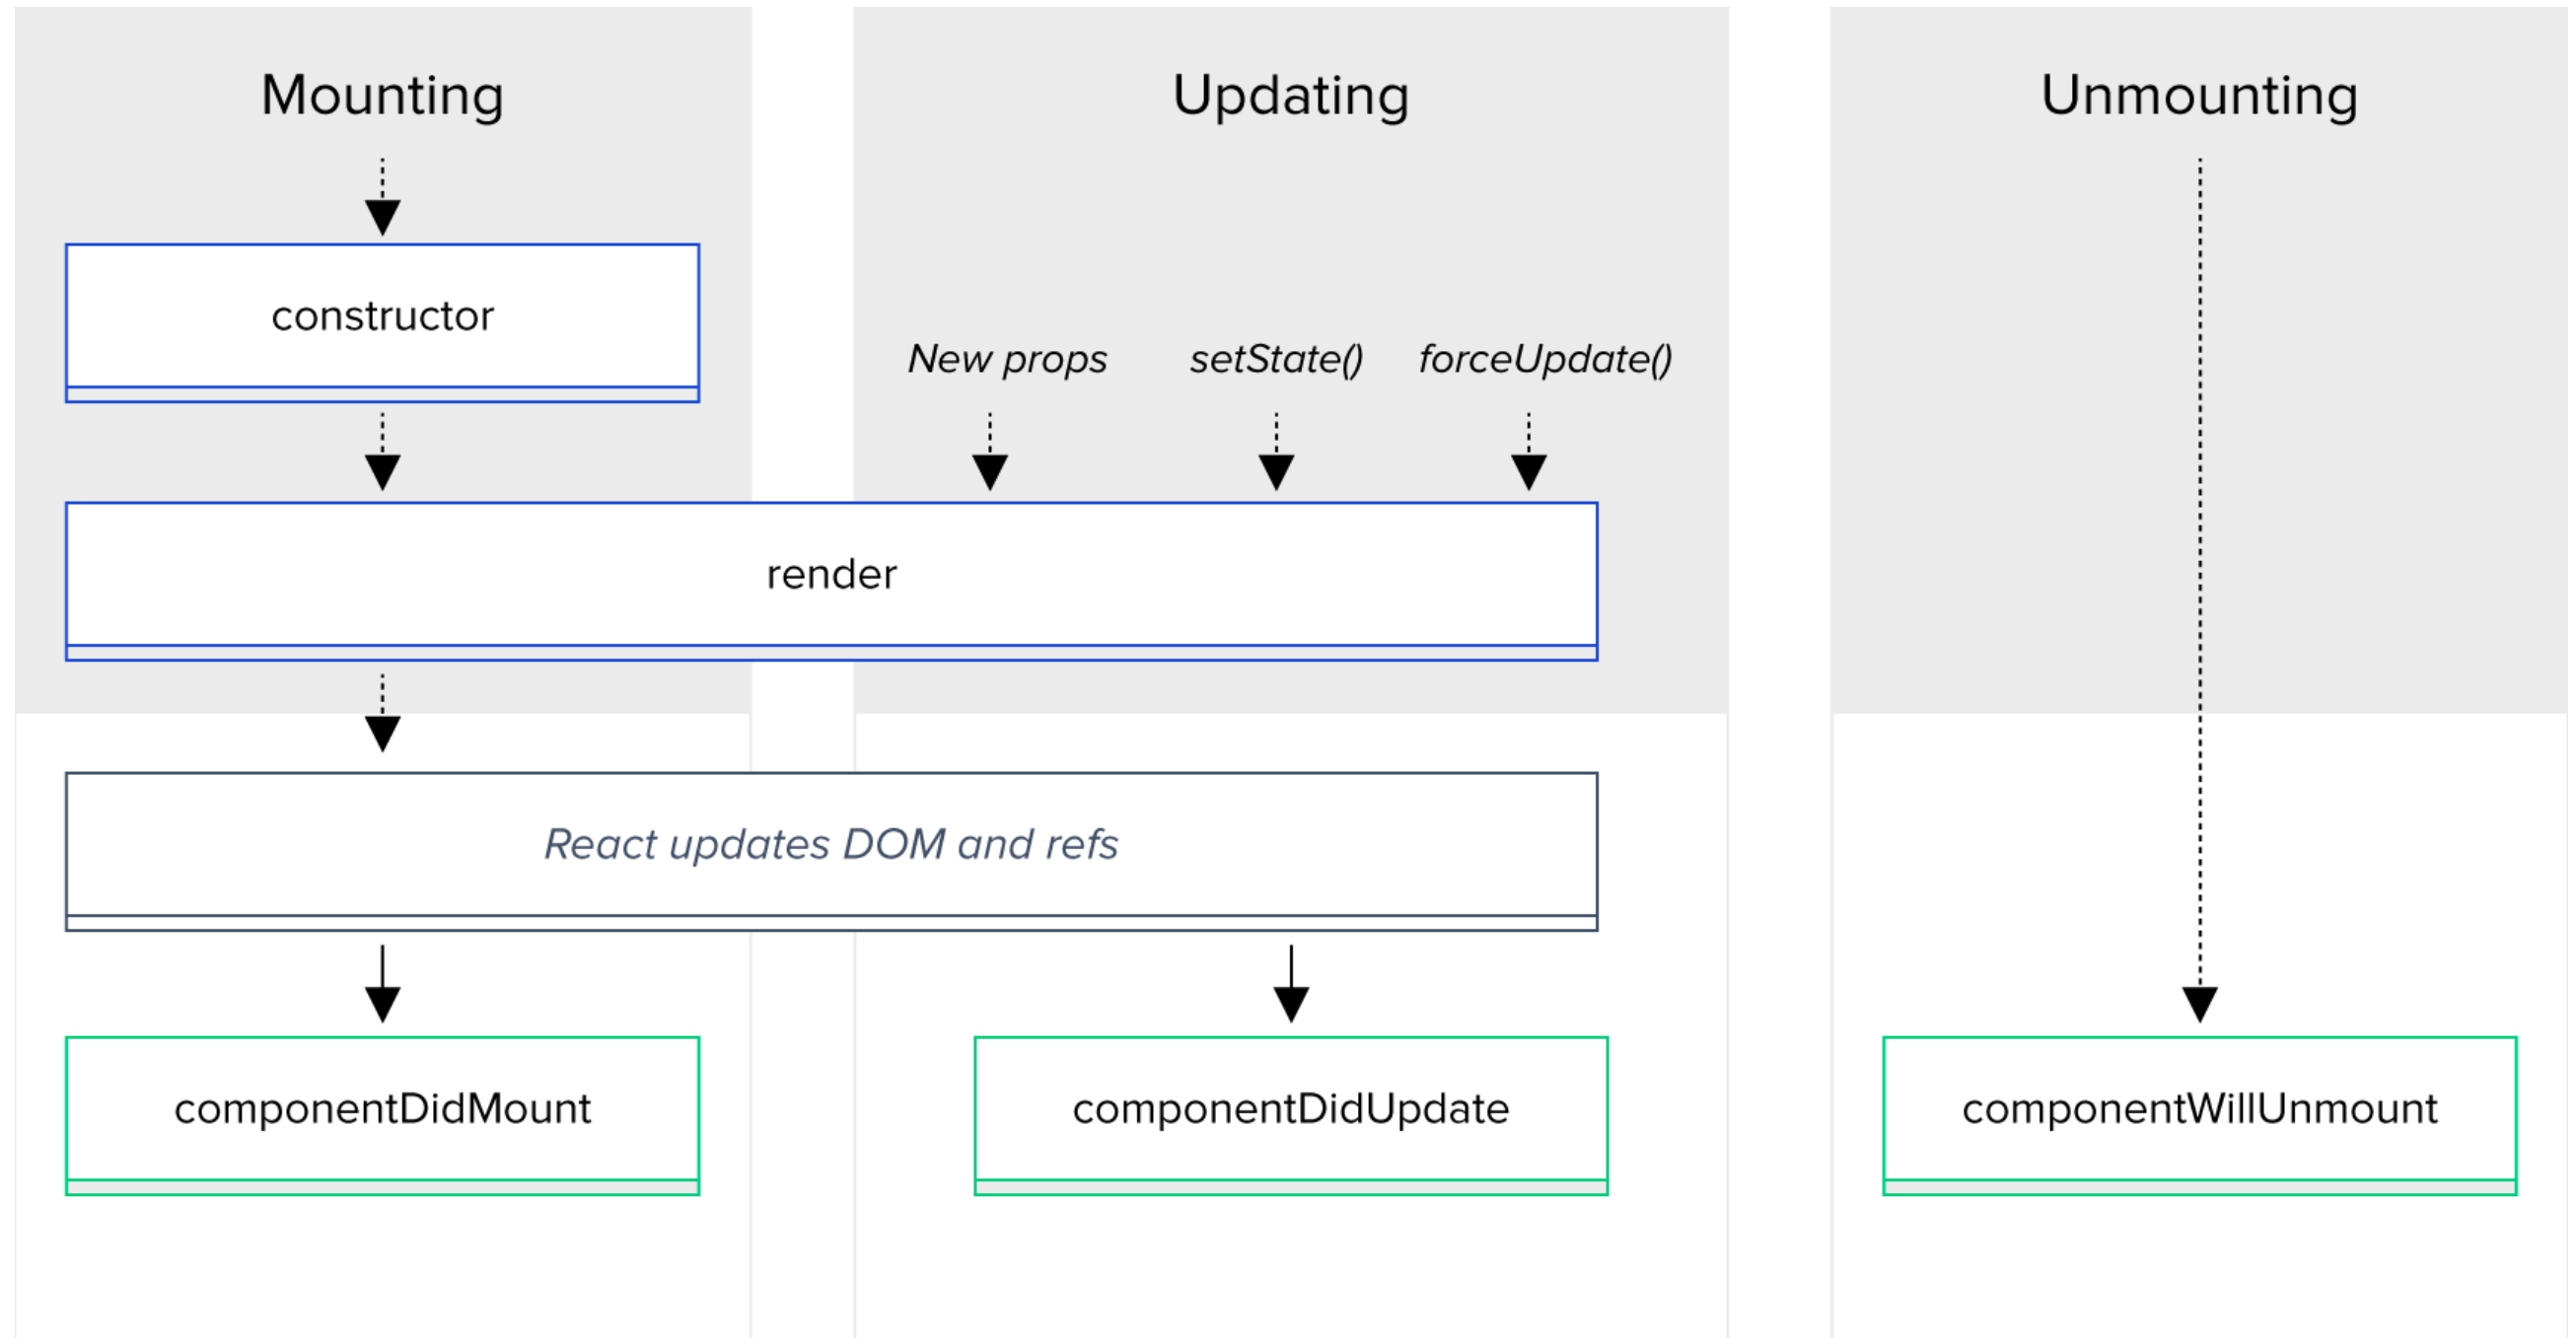 Mounting
Updating
Unmounting
constructor
New props
setState()
forceUpdate()
render
React updates DOM and refs
componentDidMount
componentDidUpdate
componentWillUnmount